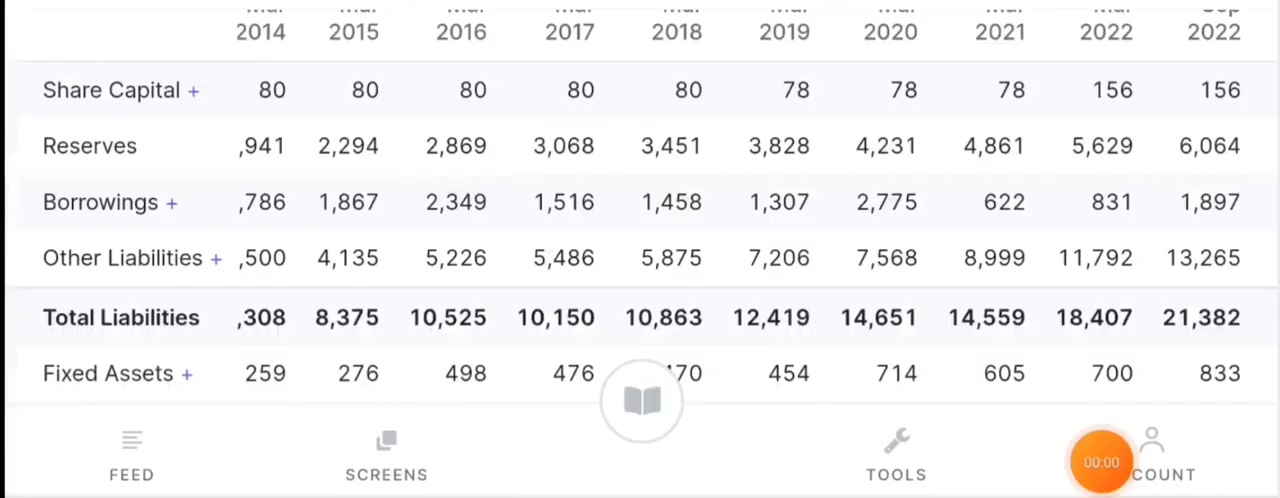 2014 2015 2016 2017 2018 2019 2020 2021 2022 2022
Share Capital + 80 80 80 80 80 78 78 78 156 156
Reserves ,941 2,294 2,869 3,068 3,451 3,828 4,231 4,861 5,629 6,064
Borrowings + ,786 1,867 2,349 1,516 1,458 1,307 2,775 622 831 1,897
Other Liabilities + ,500 4,135 5,226 5,486 5,875 7,206 7,568 8,999 11,792 13,265
Total Liabilities ,308 8,375 10,525 10,150 10,863 12,419 14,651 14,559 18,407 21,382
Fixed Assets + 259 276 498 476 70 454 714 605 700 833
FEED SCREENS TOOLS 00:00 COUNT